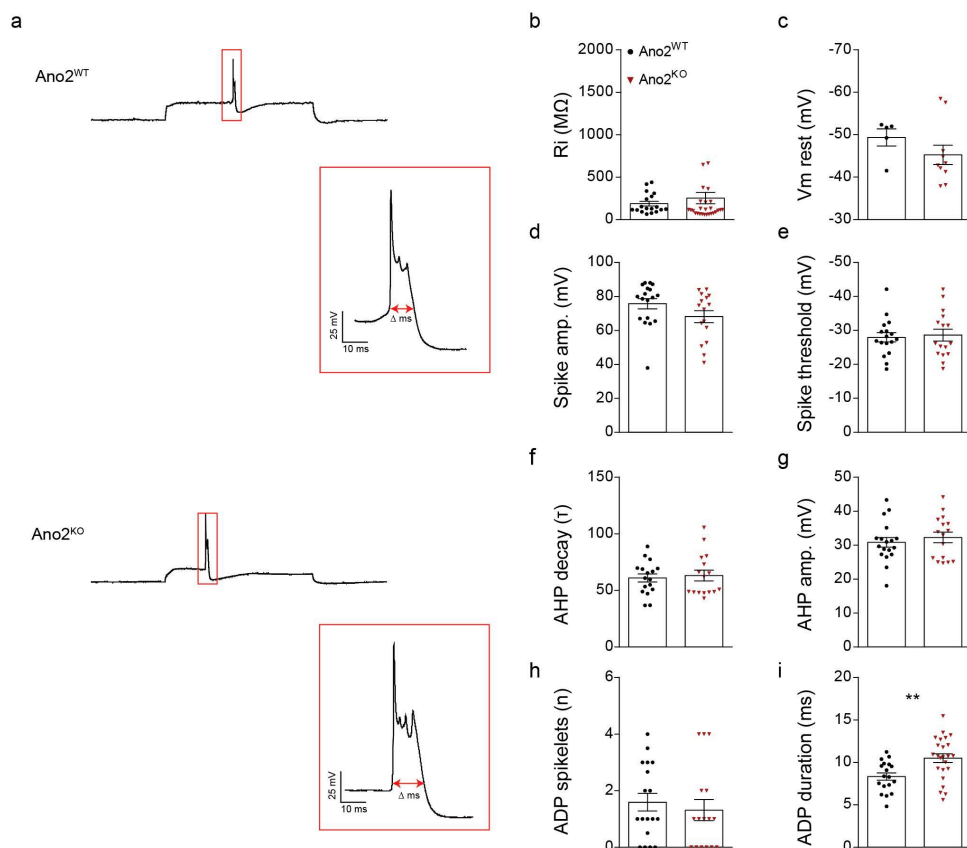 a
Ano2WT
25 mV
10 ms
Δ ms
Ano2KO
25 mV
10 ms
Δ ms
b
Ri (MΩ)
2000
1500
1000
500
0
Ano2WT
Ano2KO
c
Vm rest (mV)
-70
-60
-50
-40
-30
d
Spike amp. (mV)
100
80
60
40
20
0
e
Spike threshold (mV)
-50
-40
-30
-20
-10
0
f
AHP decay (τ)
150
100
50
0
g
AHP amp. (mV)
50
40
30
20
10
0
h
ADP spikelets (n)
6
4
2
0
i
ADP duration (ms)
20
15
10
5
0
**